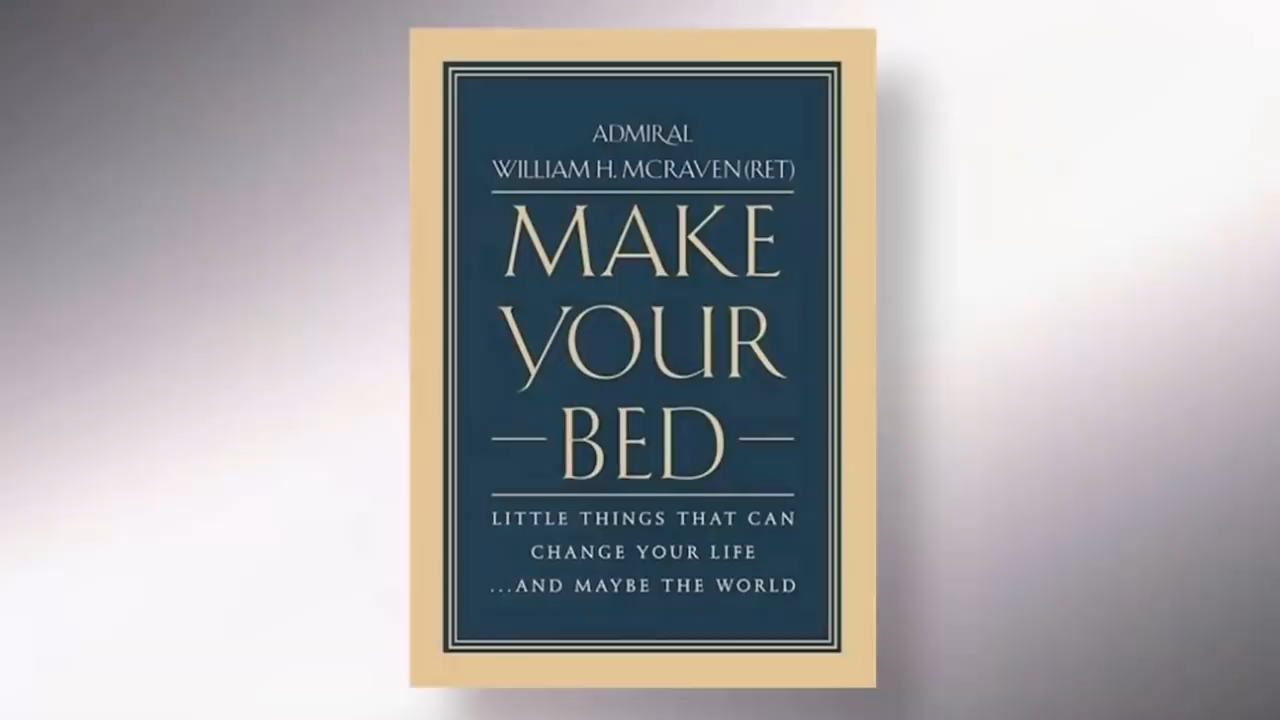 ADMIRAL
WILLIAM H. MCRAVEN (RET)
MAKE
YOUR
BED
LITTLE THINGS THAT CAN
CHANGE YOUR LIFE
...AND MAYBE THE WORLD